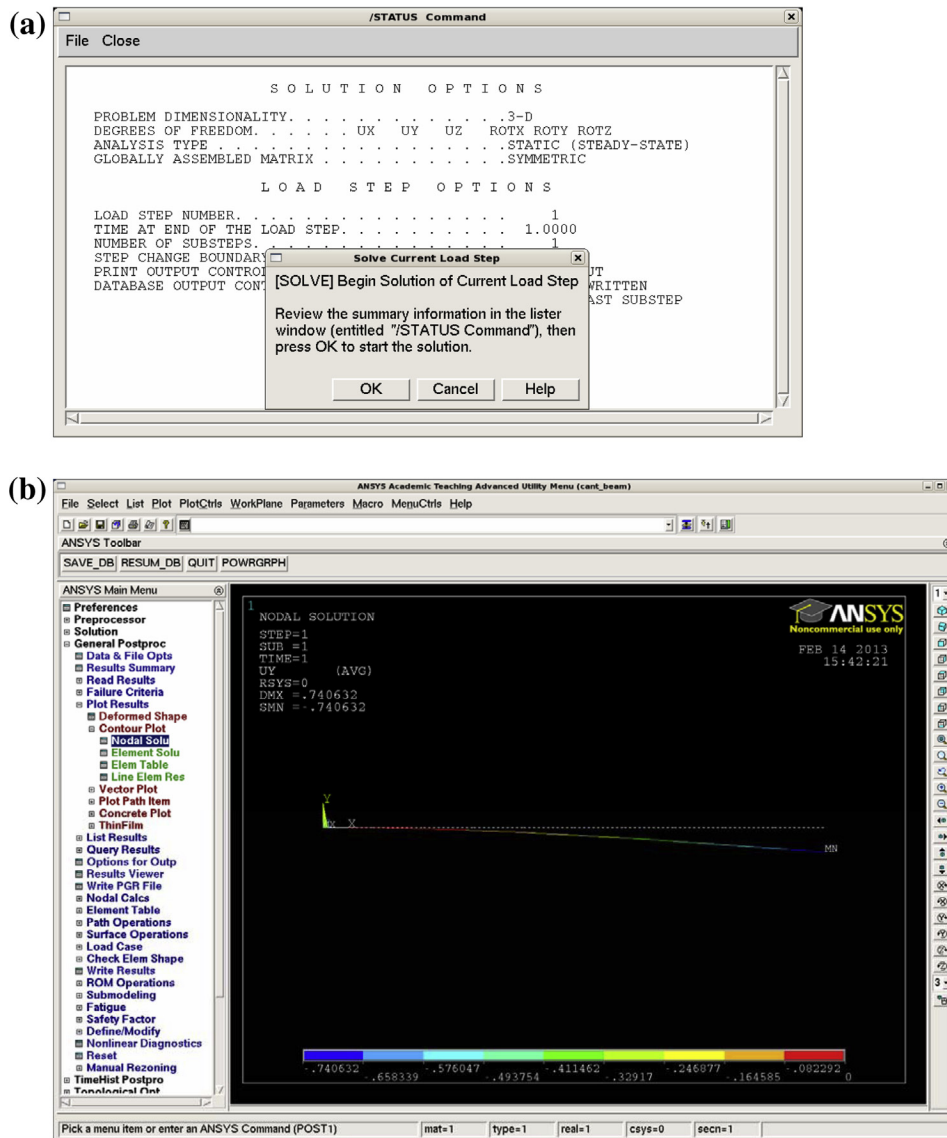 (a)
/STATUS Command
File Close
S O L U T I O N   O P T I O N S
PROBLEM DIMENSIONALITY. . . . . . . . . . . . .3-D
DEGREES OF FREEDOM. . . . . . UX UY UZ ROTX ROTY ROTZ
ANALYSIS TYPE . . . . . . . . . . . . . . . . .STATIC (STEADY-STATE)
GLOBALLY ASSEMBLED MATRIX . . . . . . . . . . .SYMMETRIC
L O A D   S T E P   O P T I O N S
LOAD STEP NUMBER. . . . . . . . . . . . . . . . 1
TIME AT END OF THE LOAD STEP. . . . . . . . . . 1.0000
NUMBER OF SUBSTEPS. . . . . . . . . . . . . . . 1
STEP CHANGE BOUNDARY
PRINT OUTPUT CONTROL
DATABASE OUTPUT CONT
AST SUBSTEP
Solve Current Load Step
[SOLVE] Begin Solution of Current Load Step
Review the summary information in the lister
window (entitled "/STATUS Command"), then
press OK to start the solution.
OK Cancel Help
(b)
ANSYS Academic Teaching Advanced Utility Menu (cant_beam)
File Select List Plot PlotCtrls WorkPlane Parameters Macro MenuCtrls Help
ANSYS Toolbar
SAVE_DB RESUM_DB QUIT POWRGRPH
ANSYS Main Menu
Preferences
Preprocessor
Solution
General Postproc
Data & File Opts
Results Summary
Read Results
Failure Criteria
Plot Results
Deformed Shape
Contour Plot
Nodal Solu
Element Solu
Elem Table
Line Elem Res
Vector Plot
Plot Path Item
Concrete Plot
ThinFilm
List Results
Query Results
Options for Outp
Results Viewer
Write PGR File
Nodal Calcs
Element Table
Path Operations
Surface Operations
Load Case
Check Elem Shape
Write Results
ROM Operations
Submodeling
Fatigue
Safety Factor
Define/Modify
Nonlinear Diagnostics
Reset
Manual Rezoning
TimeHist Postpro
Topological Opt
1
NODAL SOLUTION
STEP=1
SUB =1
TIME=1
UY (AVG)
RSYS=0
DMX =.740632
SMN =-.740632
ANSYS
Noncommercial use only
FEB 14 2013
15:42:21
Y
X
MN
-.740632 -.576047 -.411462 -.246877 -.082292
-.658339 -.493754 -.32917 -.164585 0
1
3
Pick a menu item or enter an ANSYS Command (POST1) mat=1 type=1 real=1 csys=0 secn=1